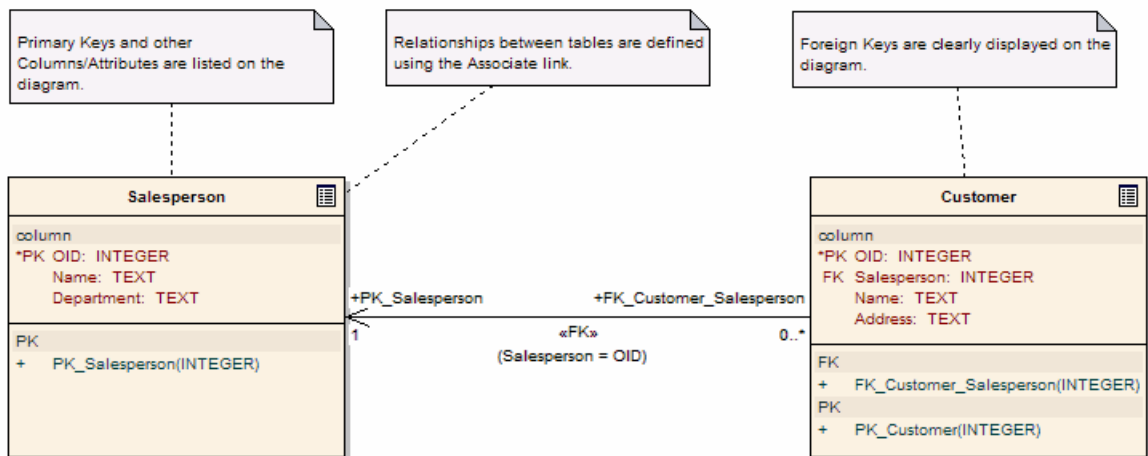 Primary Keys and other
Columns/Attributes are listed on the
diagram.
Relationships between tables are defined
using the Associate link.
Foreign Keys are clearly displayed on the
diagram.
Salesperson
column
*PK OID: INTEGER
Name: TEXT
Department: TEXT
PK
+ PK_Salesperson(INTEGER)
+PK_Salesperson
+FK_Customer_Salesperson
1
«FK»
0..*
(Salesperson = OID)
Customer
column
*PK OID: INTEGER
FK Salesperson: INTEGER
Name: TEXT
Address: TEXT
FK
+ FK_Customer_Salesperson(INTEGER)
PK
+ PK_Customer(INTEGER)